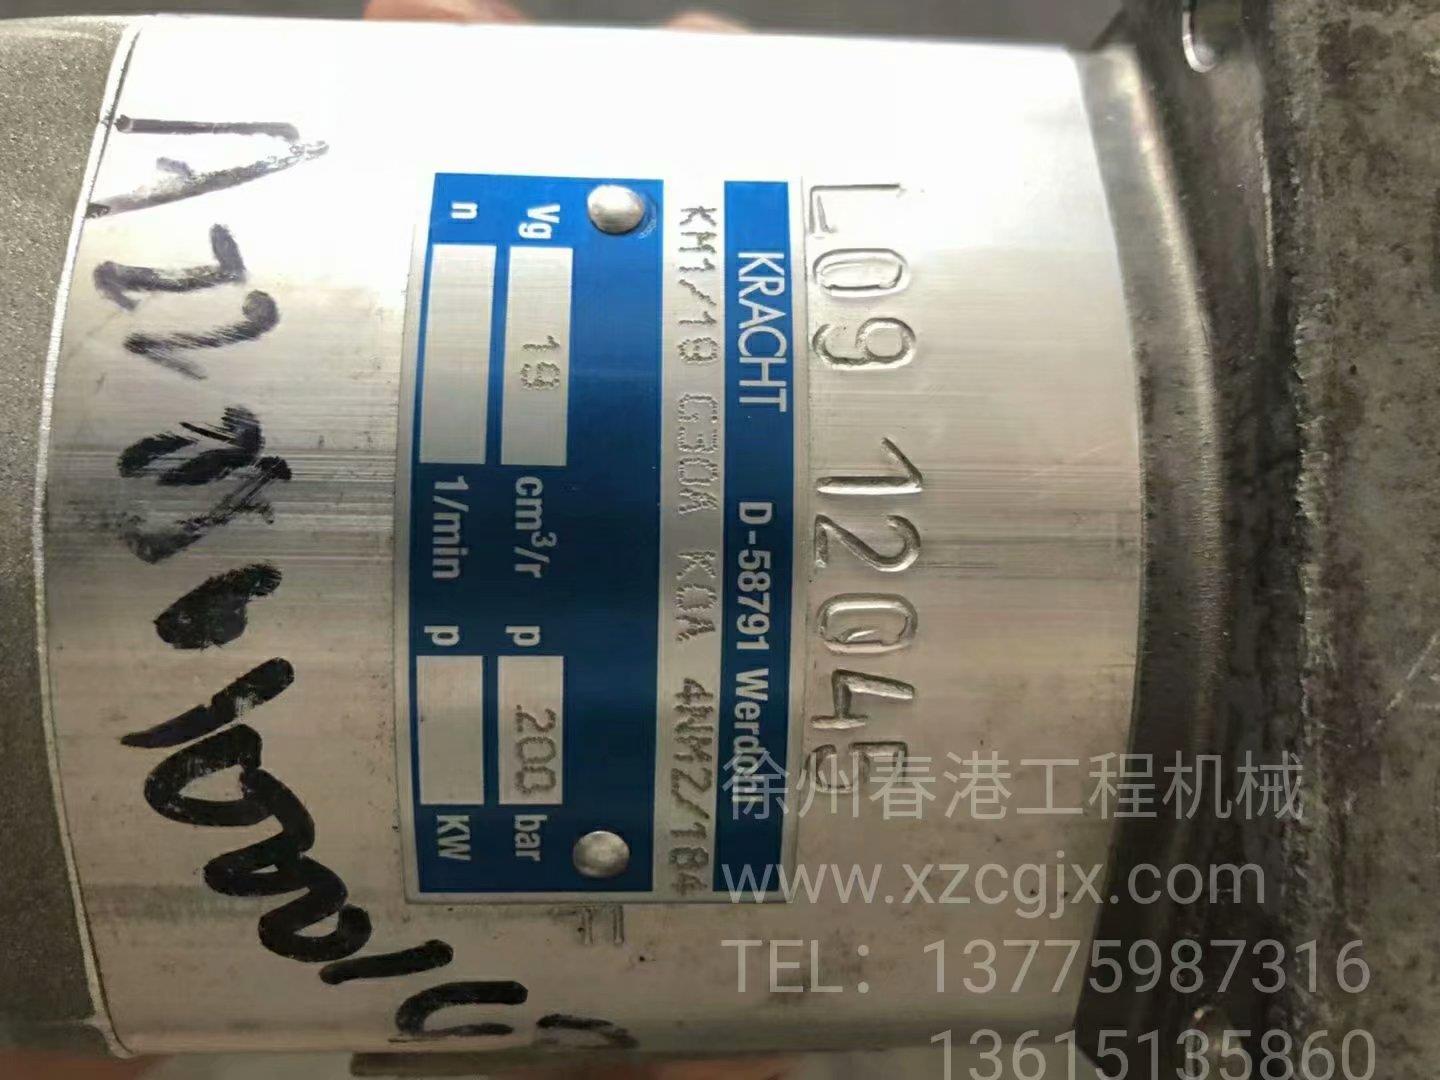 L09 12045
KRACHT D-58791 Werdohl
KM1/19 G30A K0A 4NM2/184
Vg 19 cm³/r p 200 bar
n 1/min p KW
徐州春港工程机械
www.xzcgjx.com
TEL：13775987316
13615135860